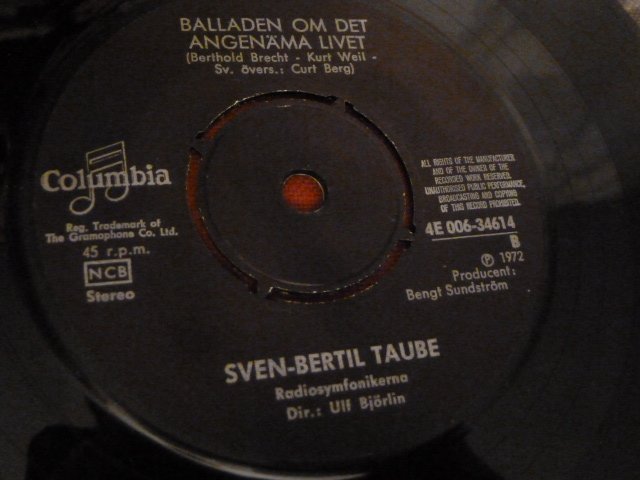 BALLADEN OM DET
ANGENÄMA LIVET
(Berthold Brecht - Kurt Weil -
Sv. övers.: Curt Berg)
Columbia
Reg. Trademark of
The Gramophone Co. Ltd.
45 r.p.m.
NCB
Stereo
ALL RIGHTS OF THE MANUFACTURER
AND OF THE OWNER OF THE
RECORDED WORK RESERVED.
UNAUTHORISED PUBLIC PERFORMANCE,
BROADCASTING AND COPYING
OF THIS RECORD PROHIBITED.
4E 006-34614
B
℗ 1972
Producent:
Bengt Sundström
SVEN-BERTIL TAUBE
Radiosymfonikerna
Dir.: Ulf Björlin